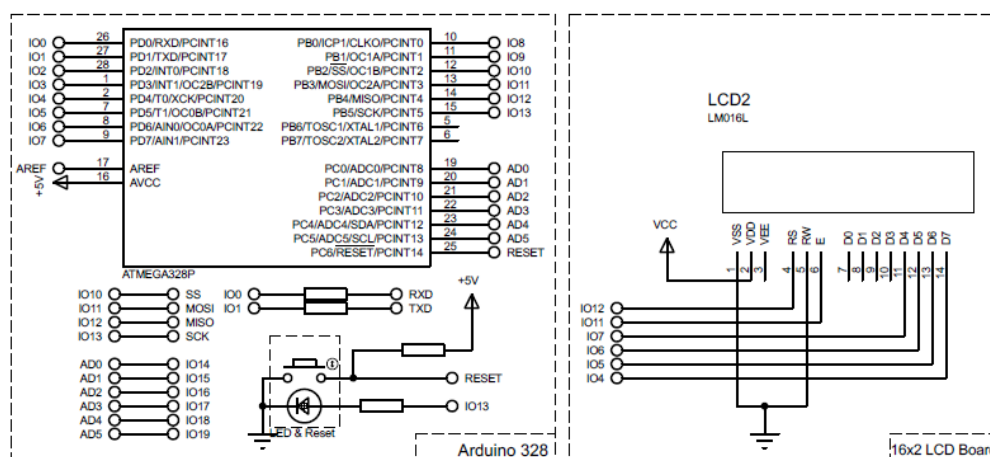 IO0 26 PD0/RXD/PCINT16 PB0/ICP1/CLKO/PCINT0 10 IO8
IO1 27 PD1/TXD/PCINT17 PB1/OC1A/PCINT1 11 IO9
IO2 28 PD2/INT0/PCINT18 PB2/SS/OC1B/PCINT2 12 IO10
IO3 1 PD3/INT1/OC2B/PCINT19 PB3/MOSI/OC2A/PCINT3 13 IO11
IO4 2 PD4/T0/XCK/PCINT20 PB4/MISO/PCINT4 14 IO12
IO5 7 PD5/T1/OC0B/PCINT21 PB5/SCK/PCINT5 15 IO13
IO6 8 PD6/AIN0/OC0A/PCINT22 PB6/TOSC1/XTAL1/PCINT6 5
IO7 9 PD7/AIN1/PCINT23 PB7/TOSC2/XTAL2/PCINT7 6
AREF 17 AREF PC0/ADC0/PCINT8 19 AD0
+5V 16 AVCC PC1/ADC1/PCINT9 20 AD1
PC2/ADC2/PCINT10 21 AD2
PC3/ADC3/PCINT11 22 AD3
PC4/ADC4/SDA/PCINT12 23 AD4
PC5/ADC5/SCL/PCINT13 24 AD5
PC6/RESET/PCINT14 25 RESET
ATMEGA328P
IO10 SS IO0 RXD
IO11 MOSI IO1 TXD
IO12 MISO
IO13 SCK
+5V
AD0 IO14
AD1 IO15
AD2 IO16
AD3 IO17
AD4 IO18
AD5 IO19
RESET
IO13
LED & Reset
Arduino 328
LCD2
LM016L
VCC
VSS VDD VEE RS RW E D0 D1 D2 D3 D4 D5 D6 D7
1 2 3 4 5 6 7 8 9 10 11 12 13 14
IO12
IO11
IO7
IO6
IO5
IO4
16x2 LCD Board